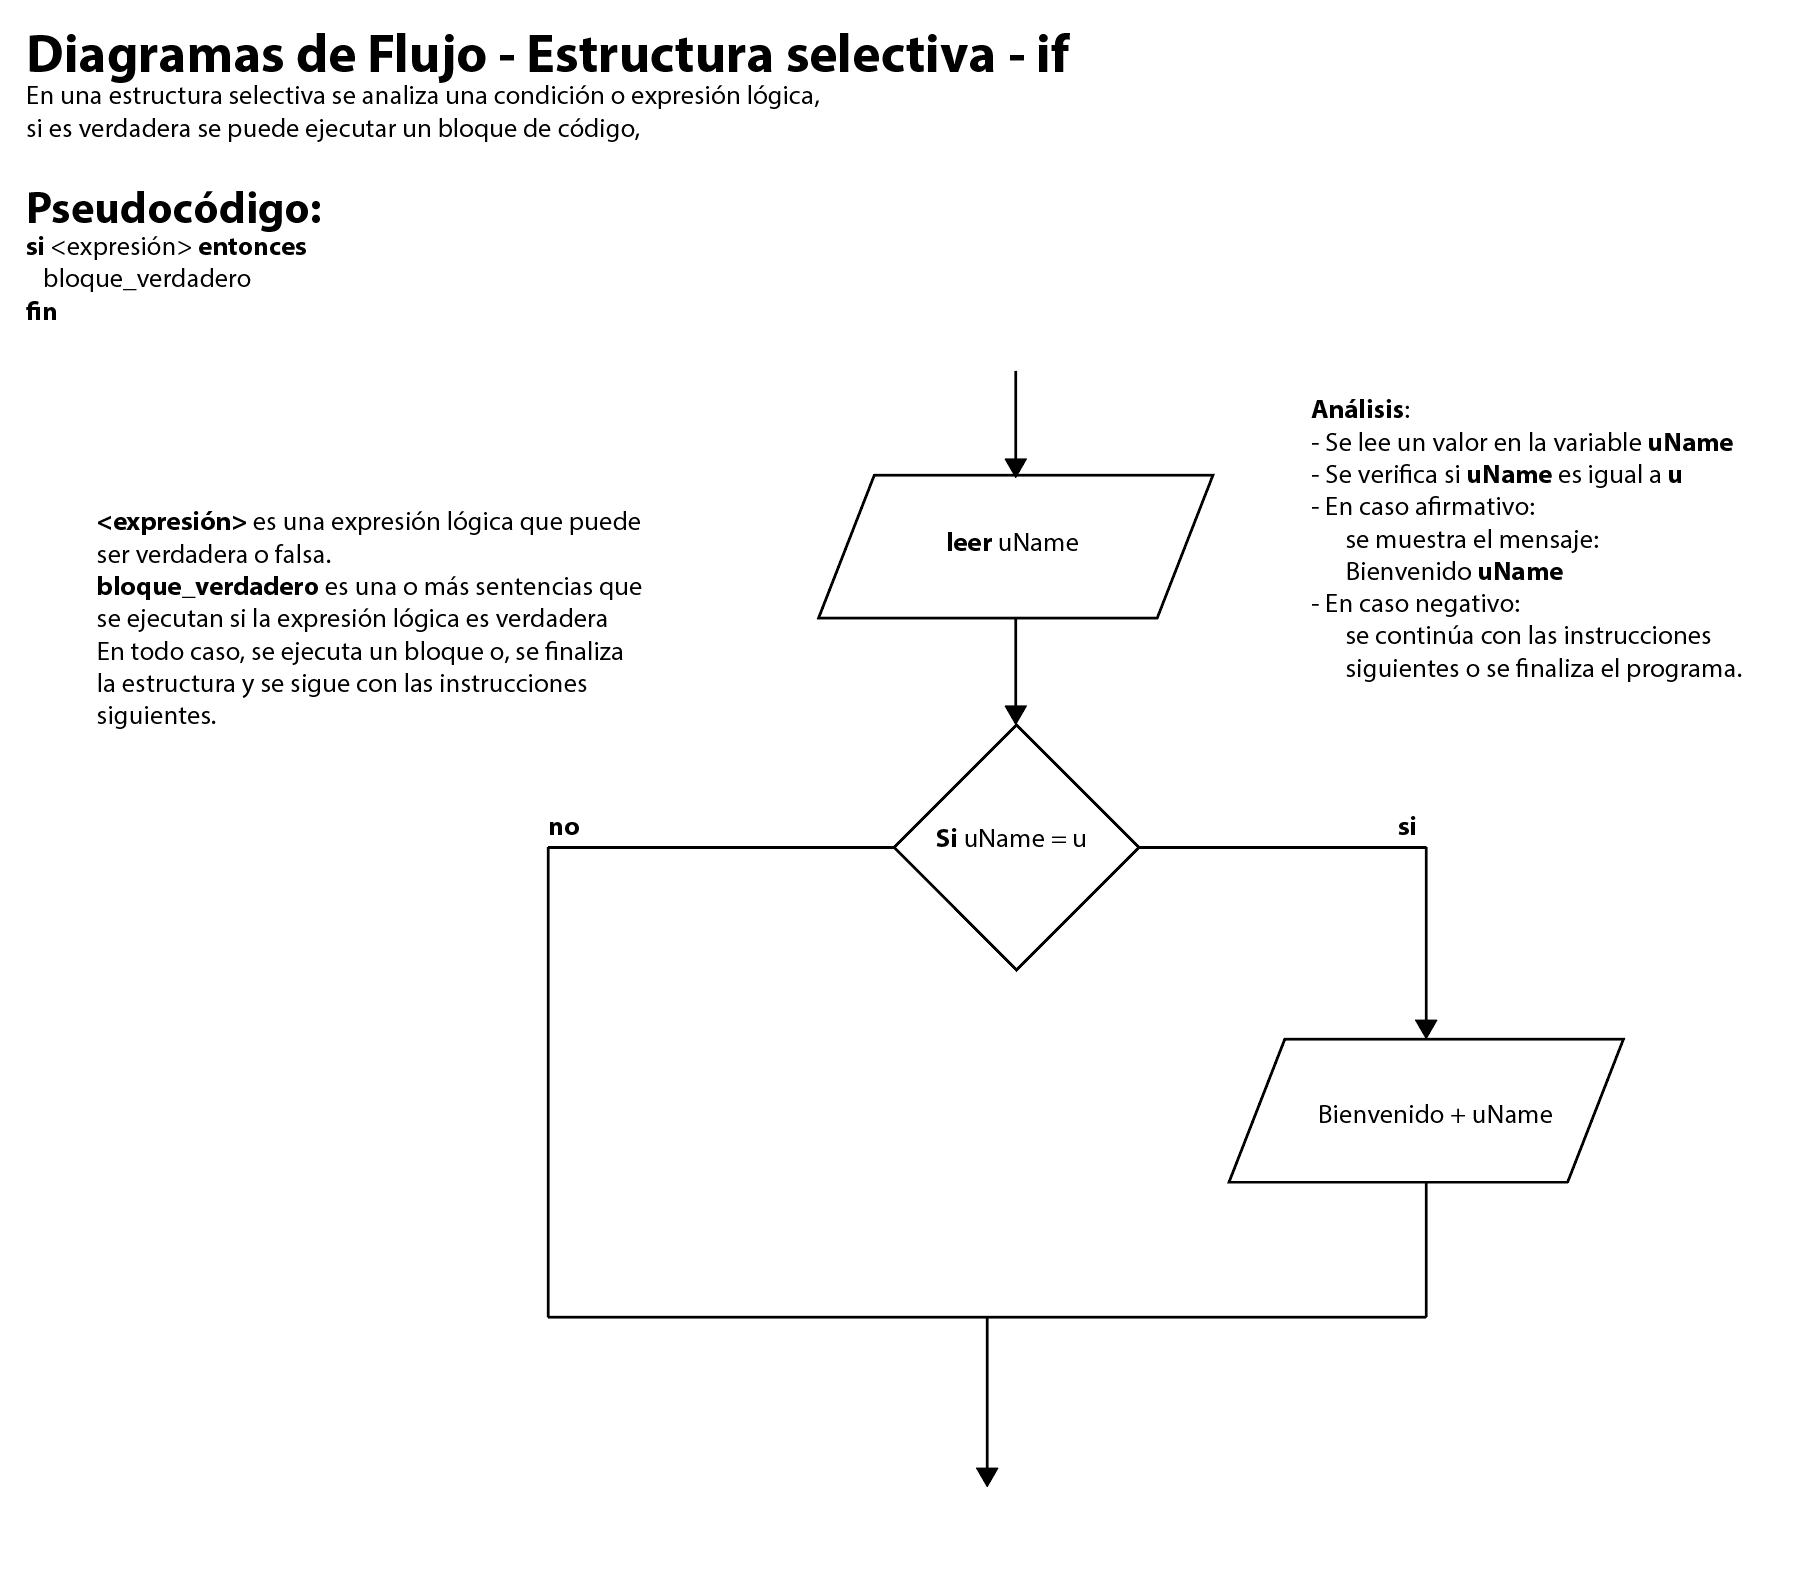 Diagramas de Flujo - Estructura selectiva - if
En una estructura selectiva se analiza una condición o expresión lógica,
si es verdadera se puede ejecutar un bloque de código,
Pseudocódigo:
si <expresión> entonces
bloque_verdadero
fin
<expresión> es una expresión lógica que puede
ser verdadera o falsa.
bloque_verdadero es una o más sentencias que
se ejecutan si la expresión lógica es verdadera
En todo caso, se ejecuta un bloque o, se finaliza
la estructura y se sigue con las instrucciones
siguientes.
leer uName
Análisis:
- Se lee un valor en la variable uName
- Se verifica si uName es igual a u
- En caso afirmativo:
se muestra el mensaje:
Bienvenido uName
- En caso negativo:
se continúa con las instrucciones
siguientes o se finaliza el programa.
no
Si uName = u
si
Bienvenido + uName